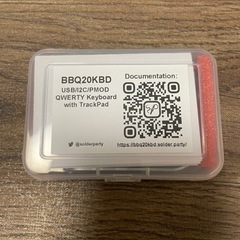 BBQ20KBD
USB/I2C/PMOD
QWERTY Keyboard
with TrackPad
Documentation:
@solderparty
https://bbq20kbd.solder.party